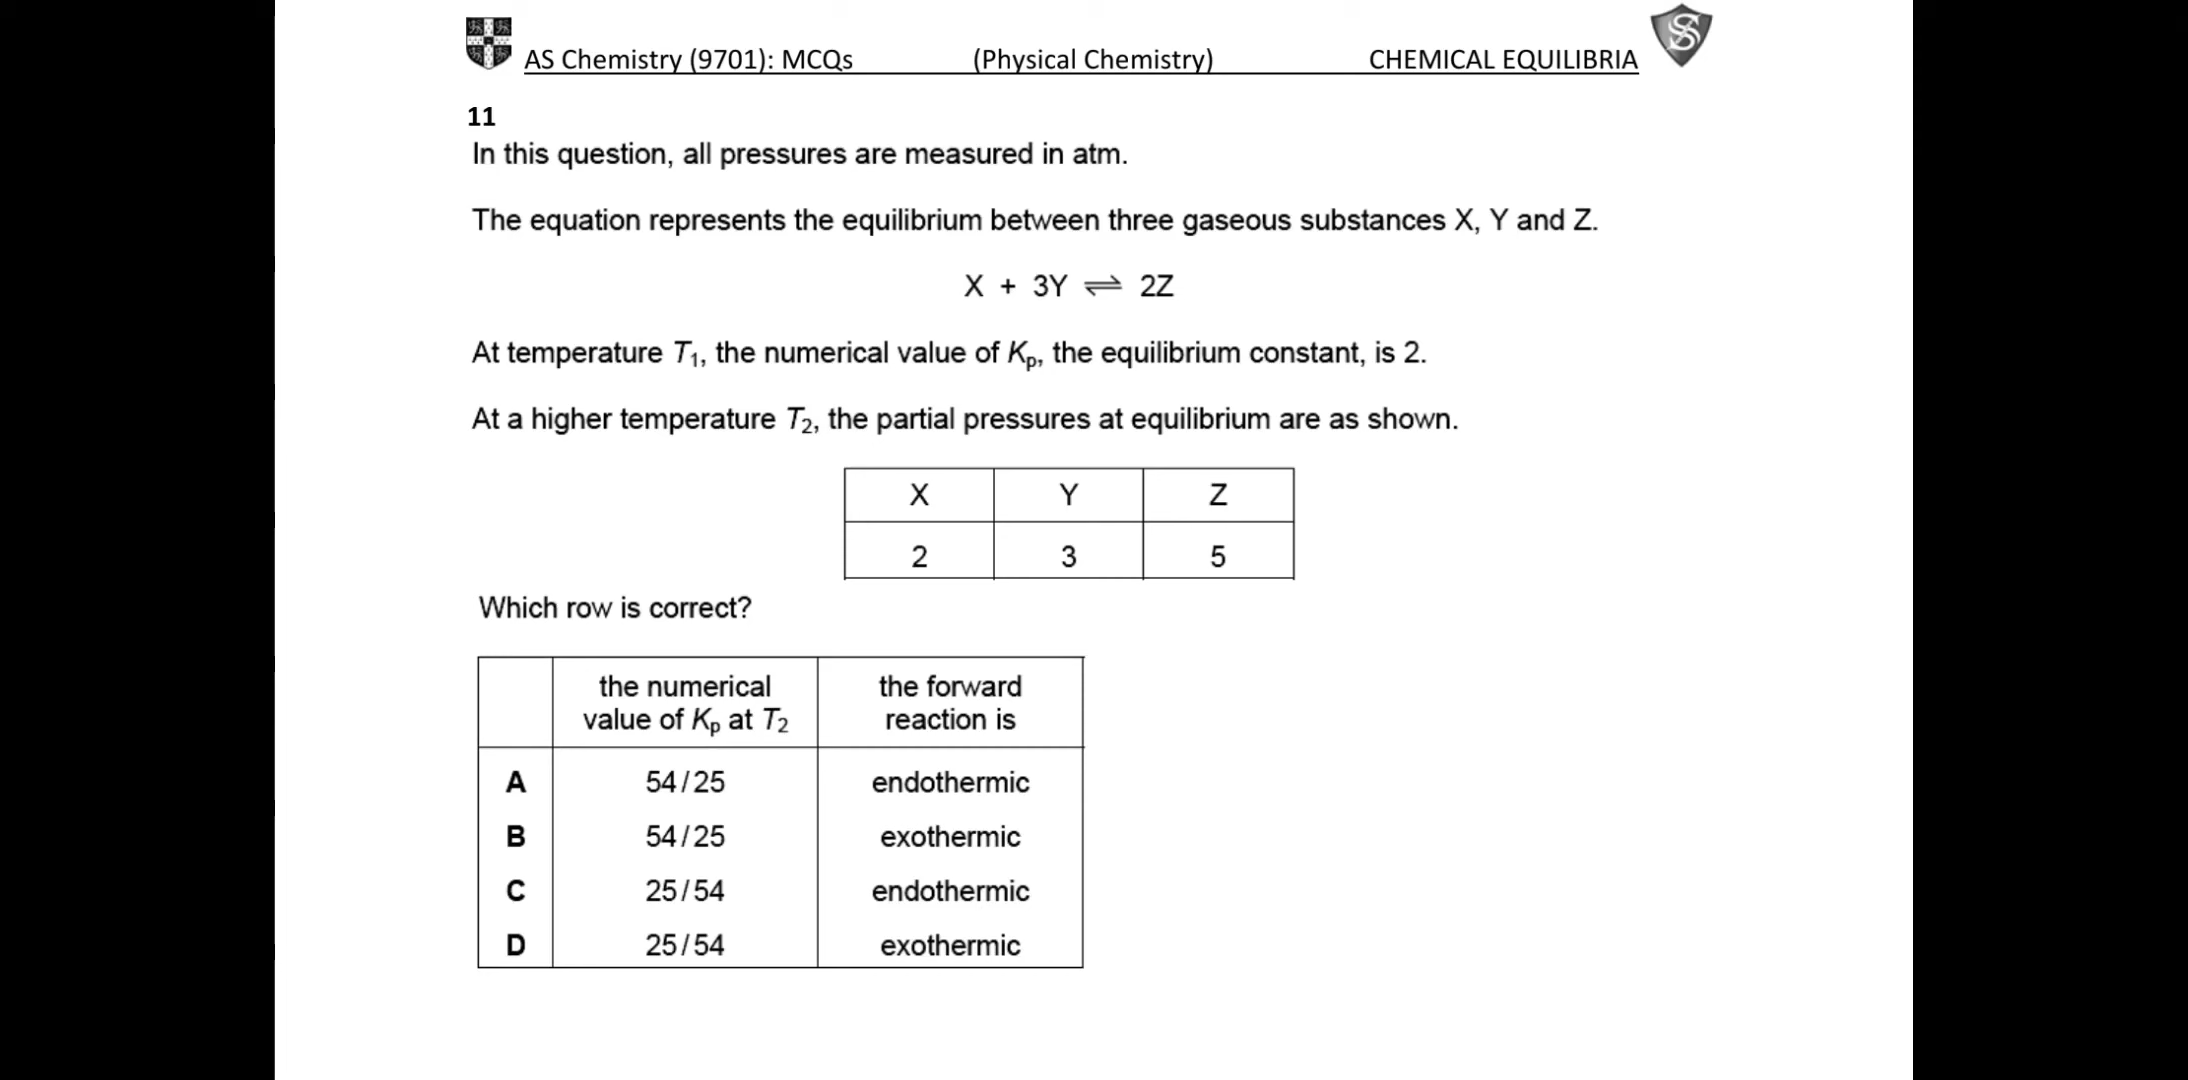 AS Chemistry (9701): MCQs (Physical Chemistry) CHEMICAL EQUILIBRIA
11
In this question, all pressures are measured in atm.
The equation represents the equilibrium between three gaseous substances X, Y and Z.
X + 3Y ⇌ 2Z
At temperature T₁, the numerical value of Kₚ, the equilibrium constant, is 2.
At a higher temperature T₂, the partial pressures at equilibrium are as shown.
X Y Z
2 3 5
Which row is correct?
the numerical value of Kₚ at T₂ the forward reaction is
A 54/25 endothermic
B 54/25 exothermic
C 25/54 endothermic
D 25/54 exothermic